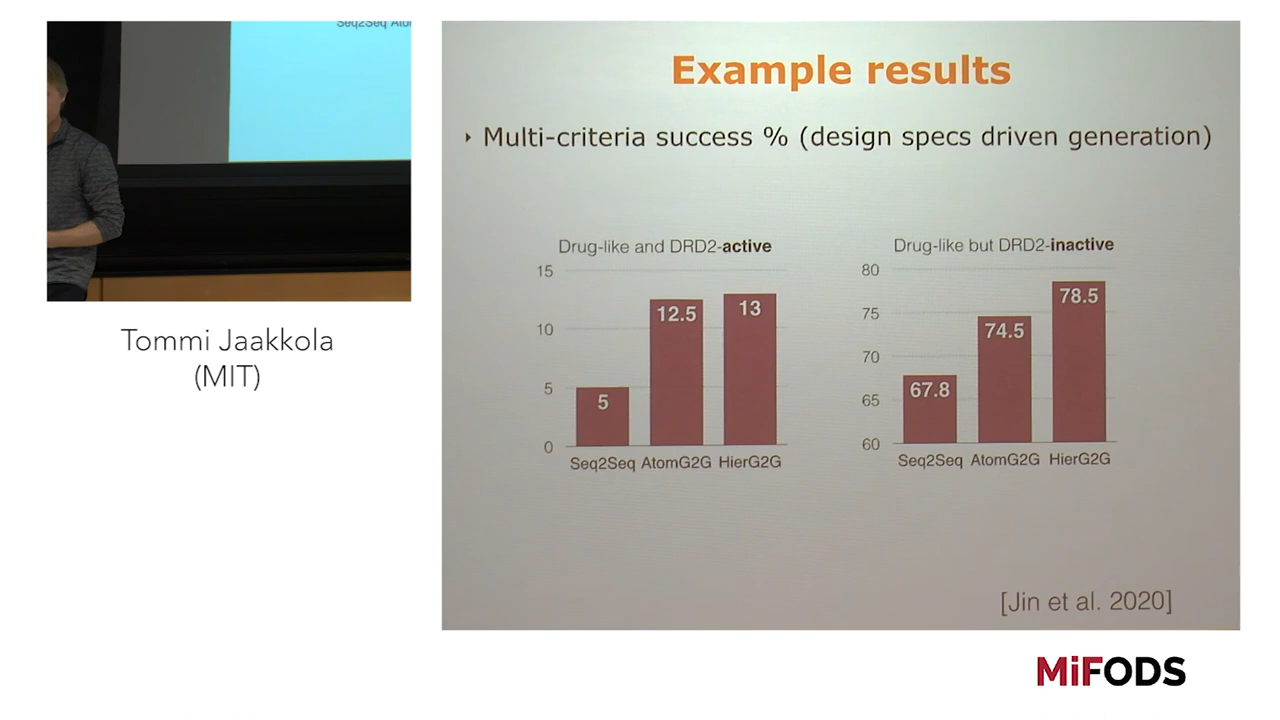 Seq2Seq
Tommi Jaakkola
(MIT)
Example results
‣ Multi-criteria success % (design specs driven generation)
Drug-like and DRD2-active
15
10
5
0
12.5
13
5
Seq2Seq AtomG2G HierG2G
Drug-like but DRD2-inactive
80
75
70
65
60
78.5
74.5
67.8
Seq2Seq AtomG2G HierG2G
[Jin et al. 2020]
MiFODS